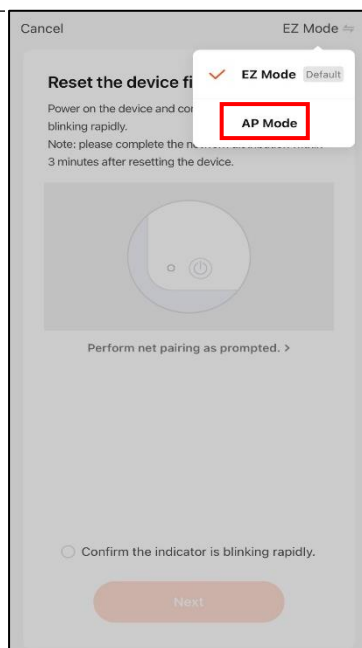 Cancel
EZ Mode
EZ Mode Default
AP Mode
Reset the device fi
Power on the device and con
blinking rapidly.
Note: please complete the n
3 minutes after resetting the device.
Perform net pairing as prompted. >
Confirm the indicator is blinking rapidly.
Next